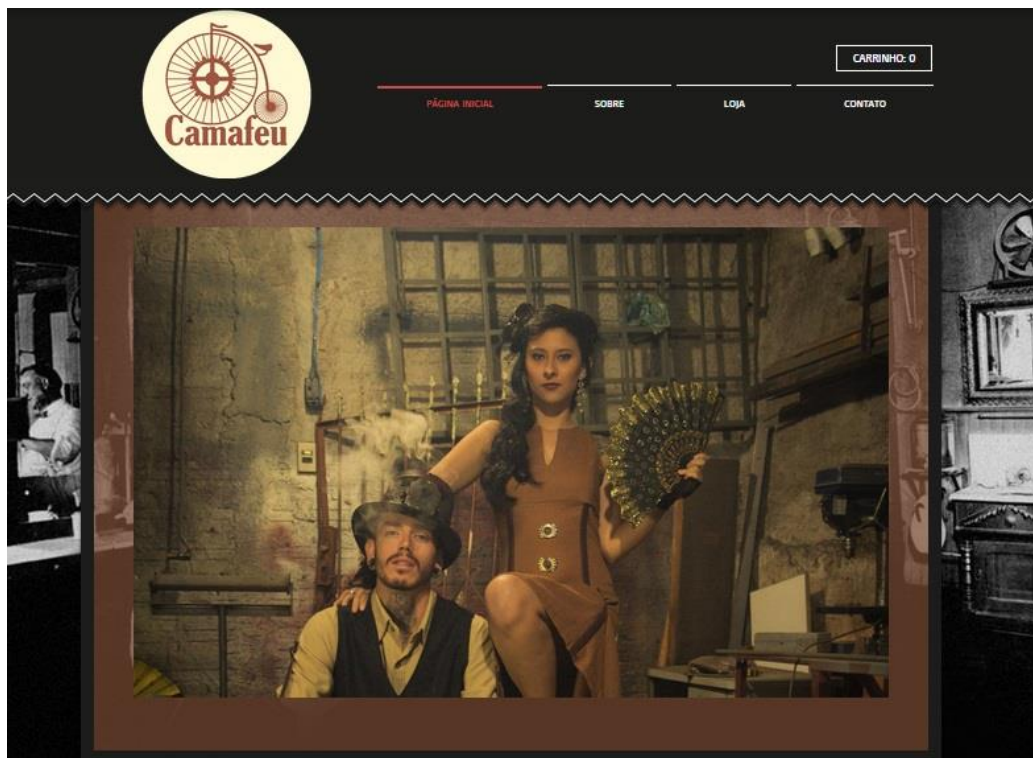 Camafeu
CARRINHO: 0
PÁGINA INICIAL
SOBRE
LOJA
CONTATO